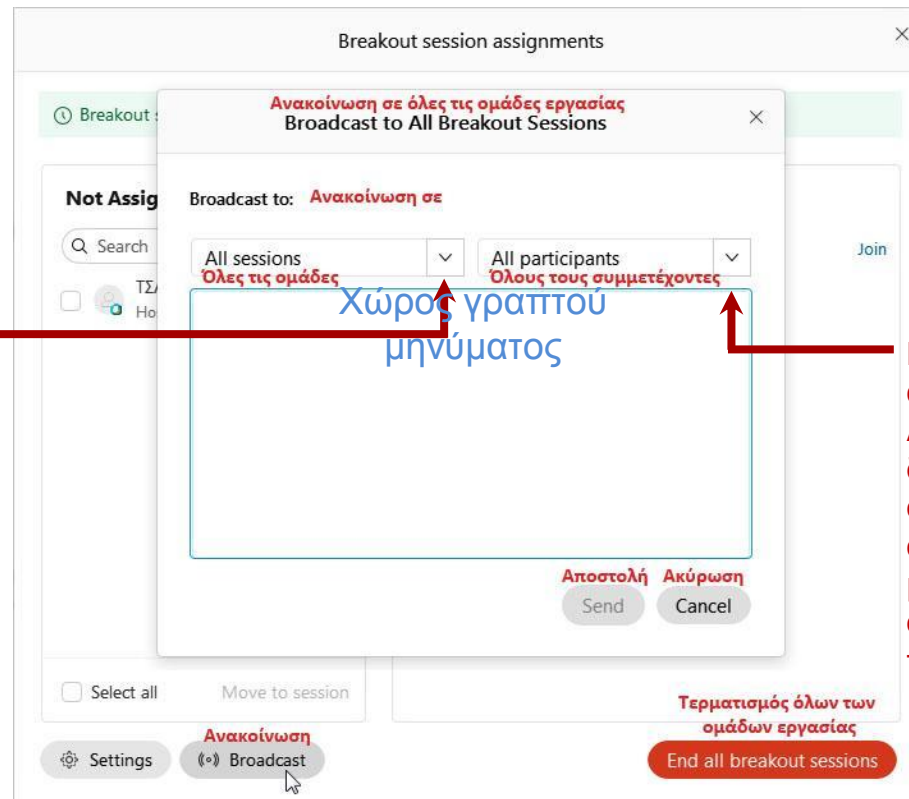 Breakout session assignments
Breakout
Ανακοίνωση σε όλες τις ομάδες εργασίας
Broadcast to All Breakout Sessions
Not Assig
Broadcast to: Ανακοίνωση σε
Search
All sessions
All participants
Join
Όλες τις ομάδες
Όλους τους συμμετέχοντες
ΤΣΛ
Ho
Χώρος γραπτού
μηνύματος
Αποστολή Ακύρωση
Send Cancel
Select all Move to session
Τερματισμός όλων των
ομάδων εργασίας
Ανακοίνωση
Settings Broadcast
End all breakout sessions